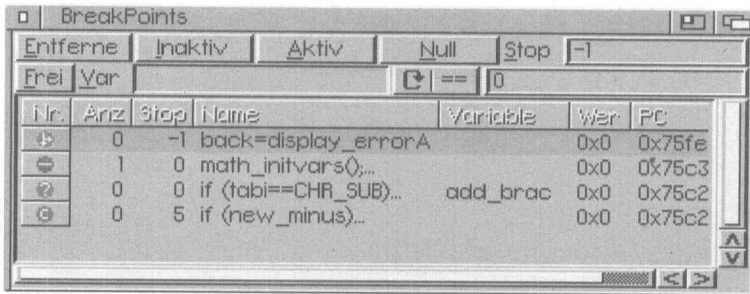 BreakPoints
Entferne Inaktiv Aktiv Null Stop -1
Frei Var == 0
Nr. Anz Stop Name Variable Wer PC
0 -1 back=display_errorA 0x0 0x75fe
1 0 math_initvars();... 0x0 0x75c3
? 0 0 if (tabi==CHR_SUB)... add_brac 0x0 0x75c2
C 0 5 if (new_minus)... 0x0 0x75c2